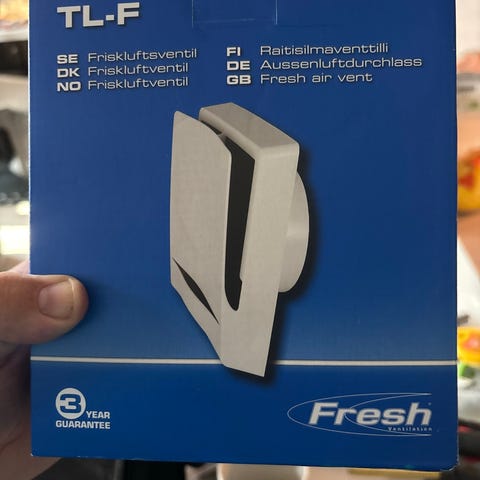 TL-F
SE Friskluftsventil
DK Friskluftventil
NO Friskluftventil
FI Raitisilmaventtilli
DE Aussenluftdurchlass
GB Fresh air vent
3 YEAR
GUARANTEE
Fresh
Ventilation